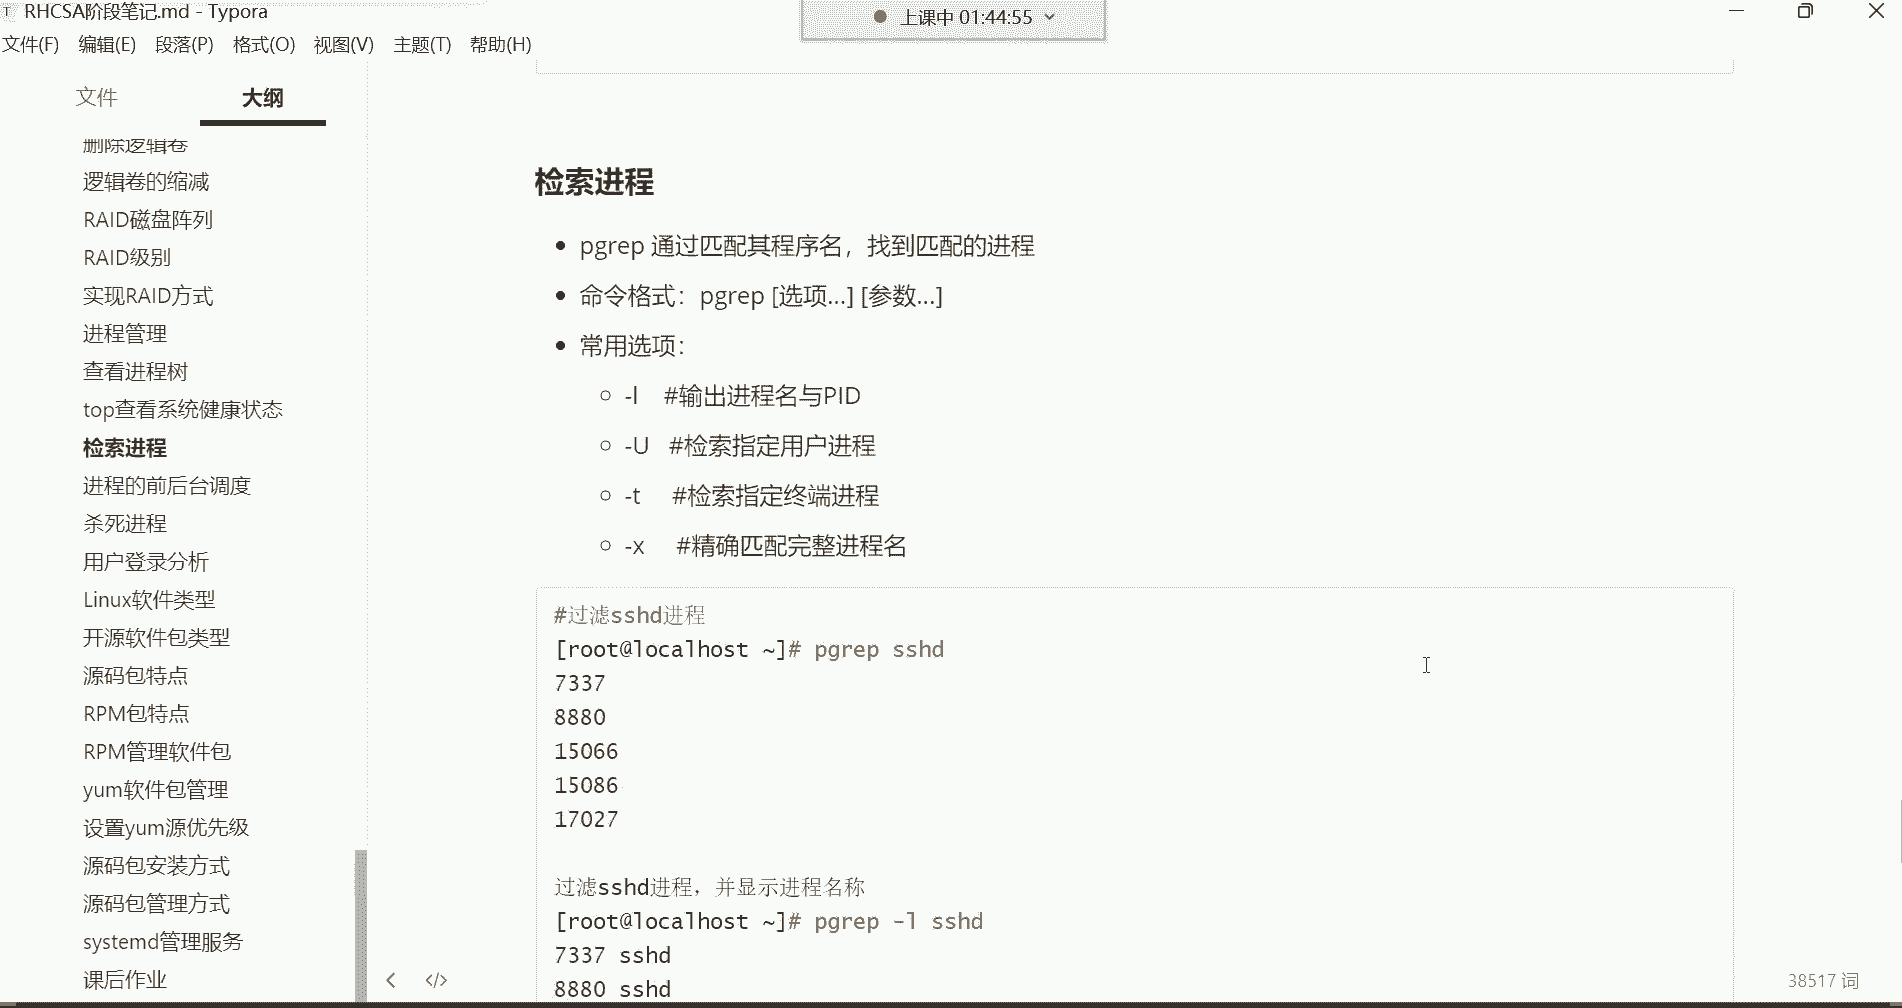 RHCSA阶段笔记.md - Typora
上课中 01:44:55
文件(F) 编辑(E) 段落(P) 格式(O) 视图(V) 主题(T) 帮助(H)
文件 大纲
删除逻辑卷
逻辑卷的缩减
RAID磁盘阵列
RAID级别
实现RAID方式
进程管理
查看进程树
top查看系统健康状态
检索进程
进程的前后台调度
杀死进程
用户登录分析
Linux软件类型
开源软件包类型
源码包特点
RPM包特点
RPM管理软件包
yum软件包管理
设置yum源优先级
源码包安装方式
源码包管理方式
systemd管理服务
课后作业
检索进程
pgrep 通过匹配其程序名，找到匹配的进程
命令格式：pgrep [选项...] [参数...]
常用选项：
-l #输出进程名与PID
-U #检索指定用户进程
-t #检索指定终端进程
-x #精确匹配完整进程名
#过滤sshd进程
[root@localhost ~]# pgrep sshd
7337
8880
15066
15086
17027
过滤sshd进程，并显示进程名称
[root@localhost ~]# pgrep -l sshd
7337 sshd
8880 sshd
</> 
38517 词